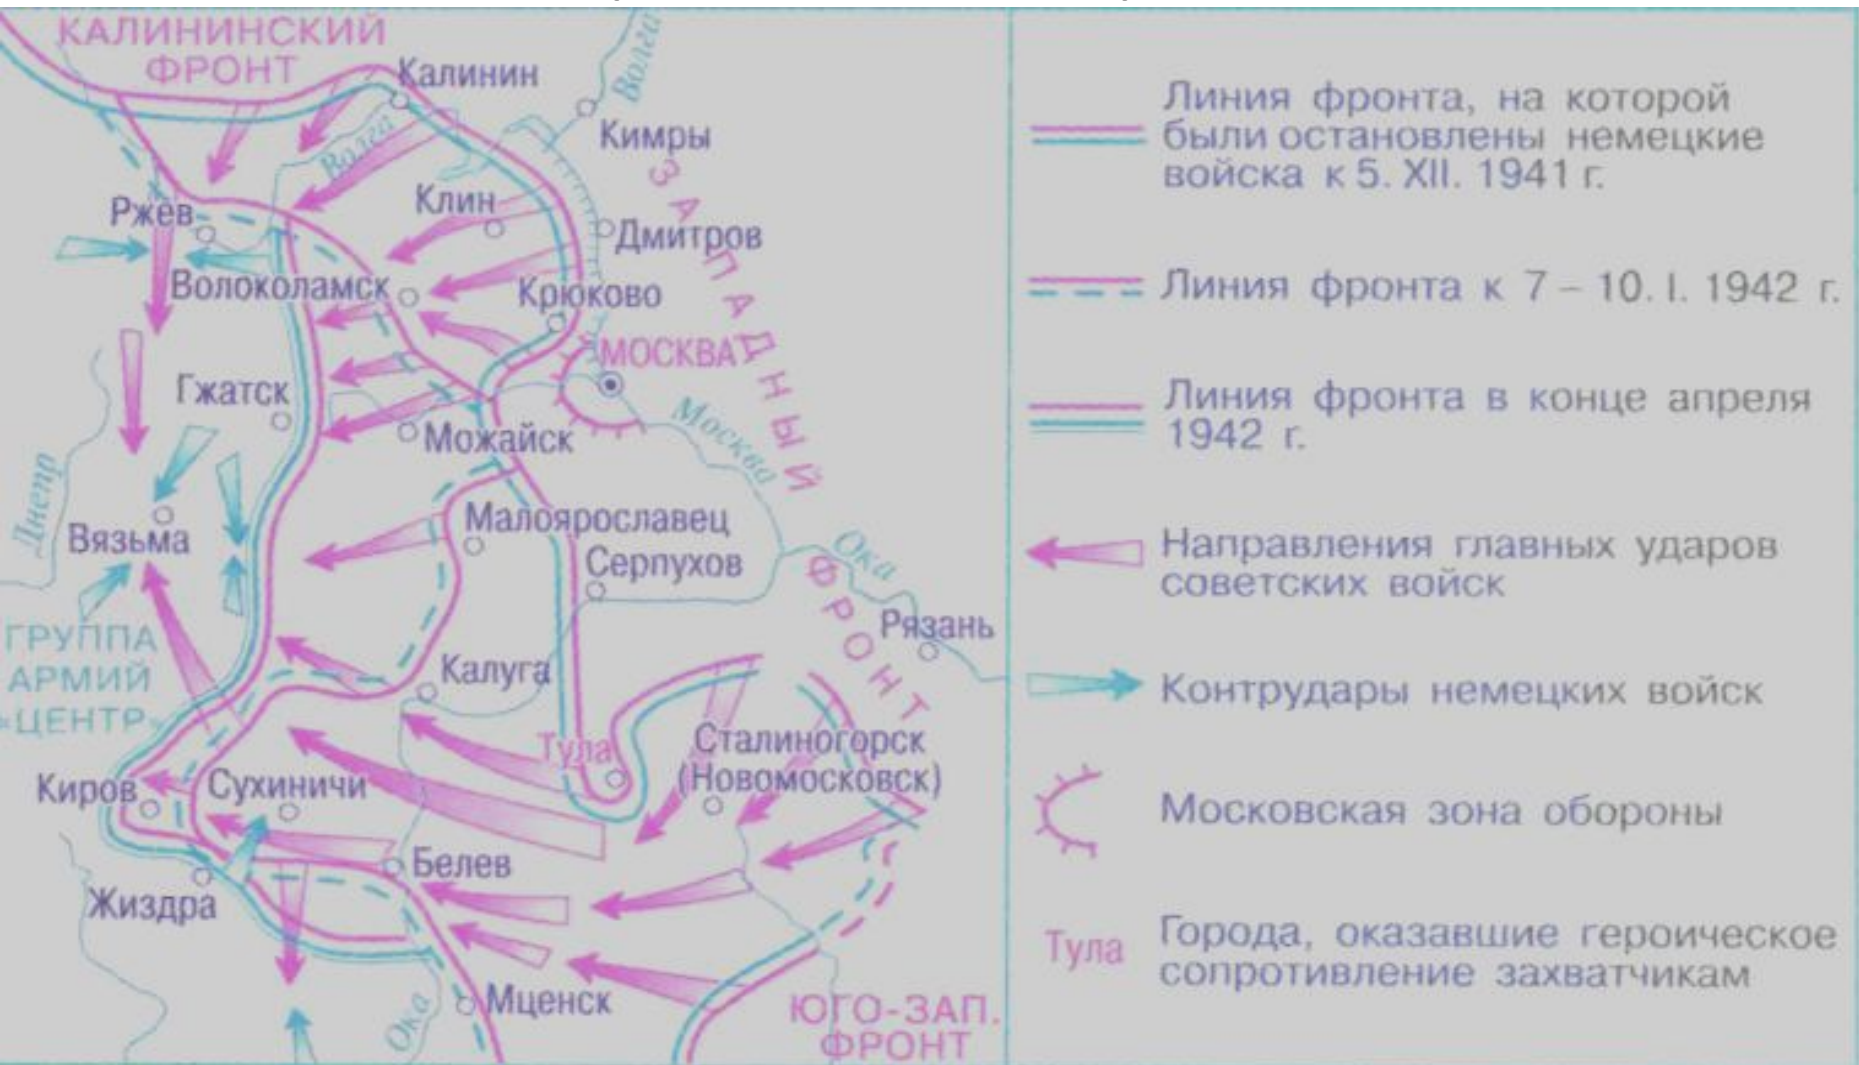 КАЛИНИНСКИЙ
ФРОНТ
Калинин
Волга
Кимры
Волга
Клин
Ржев
Дмитров
Волоколамск
Крюково
МОСКВА
Гжатск
Можайск
Москва
ЗАПАДНЫЙ ФРОНТ
Днепр
Вязьма
Малоярославец
Серпухов
Ока
Рязань
ГРУППА
АРМИЙ
«ЦЕНТР»
Калуга
Тула
Сталиногорск
(Новомосковск)
Киров
Сухиничи
Белев
Жиздра
Мценск
Ока
ЮГО-ЗАП.
ФРОНТ
Линия фронта, на которой
были остановлены немецкие
войска к 5. XII. 1941 г.
Линия фронта к 7 – 10. I. 1942 г.
Линия фронта в конце апреля
1942 г.
Направления главных ударов
советских войск
Контрудары немецких войск
Московская зона обороны
Тула
Города, оказавшие героическое
сопротивление захватчикам